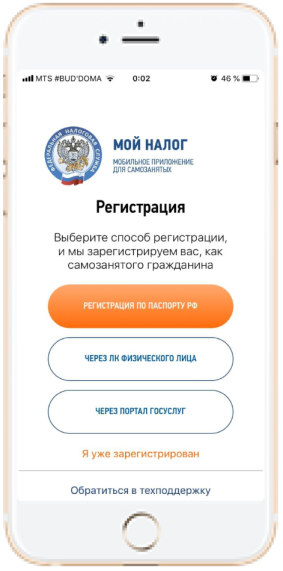 MTS #BUD'DOMA 0:02 46 %
ФЕДЕРАЛЬНАЯ НАЛОГОВАЯ СЛУЖБА
МОЙ НАЛОГ
МОБИЛЬНОЕ ПРИЛОЖЕНИЕ
ДЛЯ САМОЗАНЯТЫХ
Регистрация
Выберите способ регистрации,
и мы зарегистрируем вас, как
самозанятого гражданина
РЕГИСТРАЦИЯ ПО ПАСПОРТУ РФ
ЧЕРЕЗ ЛК ФИЗИЧЕСКОГО ЛИЦА
ЧЕРЕЗ ПОРТАЛ ГОСУСЛУГ
Я уже зарегистрирован
Обратиться в техподдержку